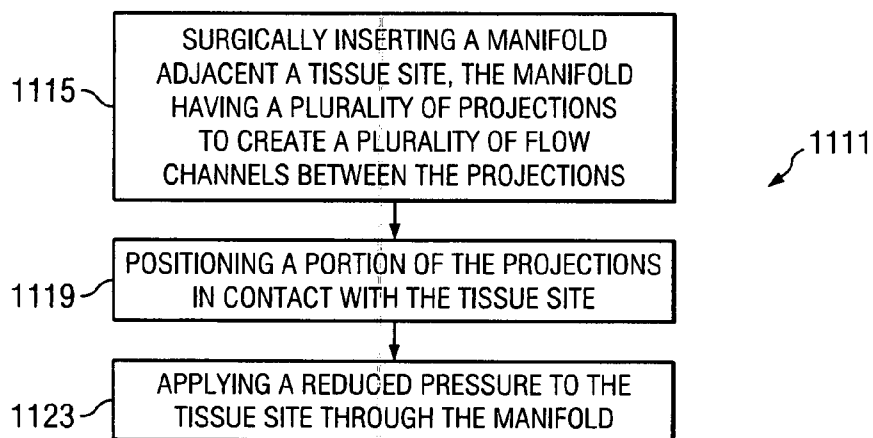 SURGICALLY INSERTING A MANIFOLD
ADJACENT A TISSUE SITE, THE MANIFOLD
HAVING A PLURALITY OF PROJECTIONS
TO CREATE A PLURALITY OF FLOW
CHANNELS BETWEEN THE PROJECTIONS
1115
1111
POSITIONING A PORTION OF THE PROJECTIONS
IN CONTACT WITH THE TISSUE SITE
1119
APPLYING A REDUCED PRESSURE TO THE
TISSUE SITE THROUGH THE MANIFOLD
1123